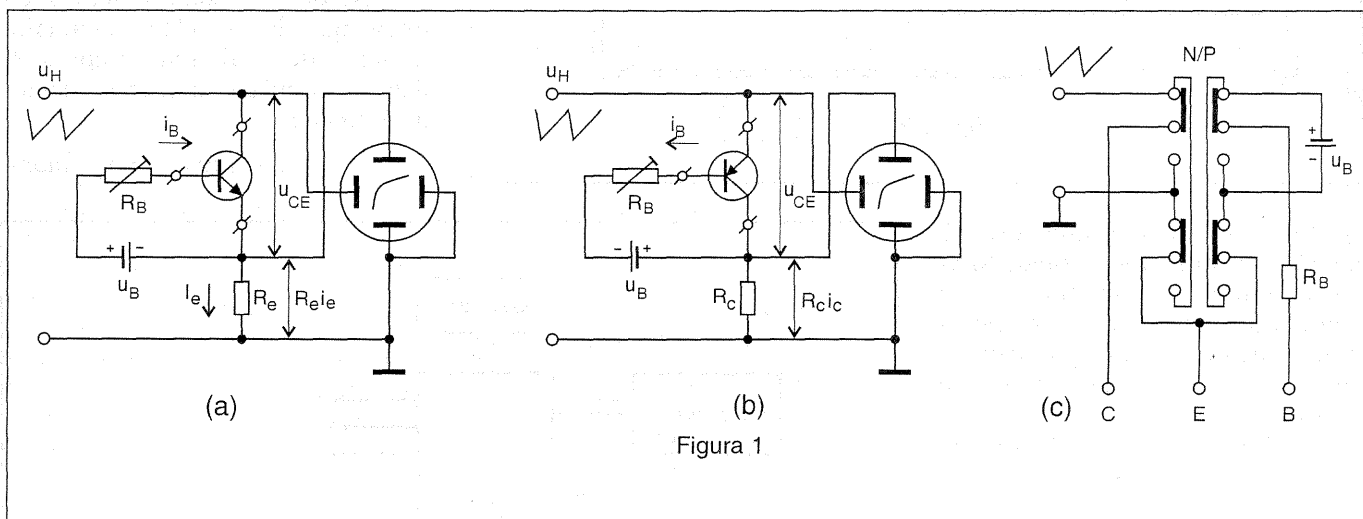 u_H
i_B
R_B
+ -
u_B
u_CE
I_e
R_e
R_e i_e
(a)
u_H
i_B
R_B
- +
u_B
u_CE
R_c
R_c i_c
(b)
N/P
+
-
u_B
R_B
(c)
C
E
B
Figura 1